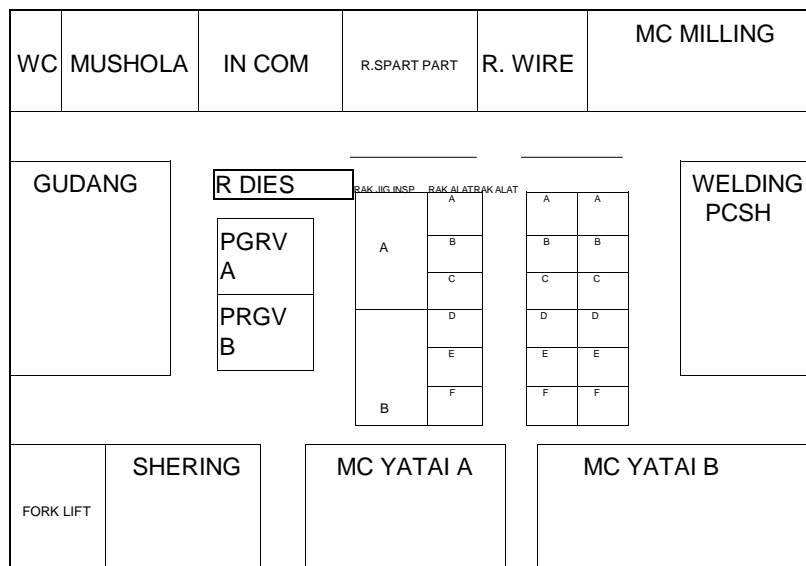 WC
MUSHOLA
IN COM
R.SPART PART
R. WIRE
MC MILLING
GUDANG
R DIES
RAK JIG INSP
RAK ALAT
RAK ALAT
WELDING
PCSH
PGRV
A
PRGV
B
A
B
A
B
C
D
E
F
A A
B B
C C
D D
E E
F F
FORK LIFT
SHERING
MC YATAI A
MC YATAI B